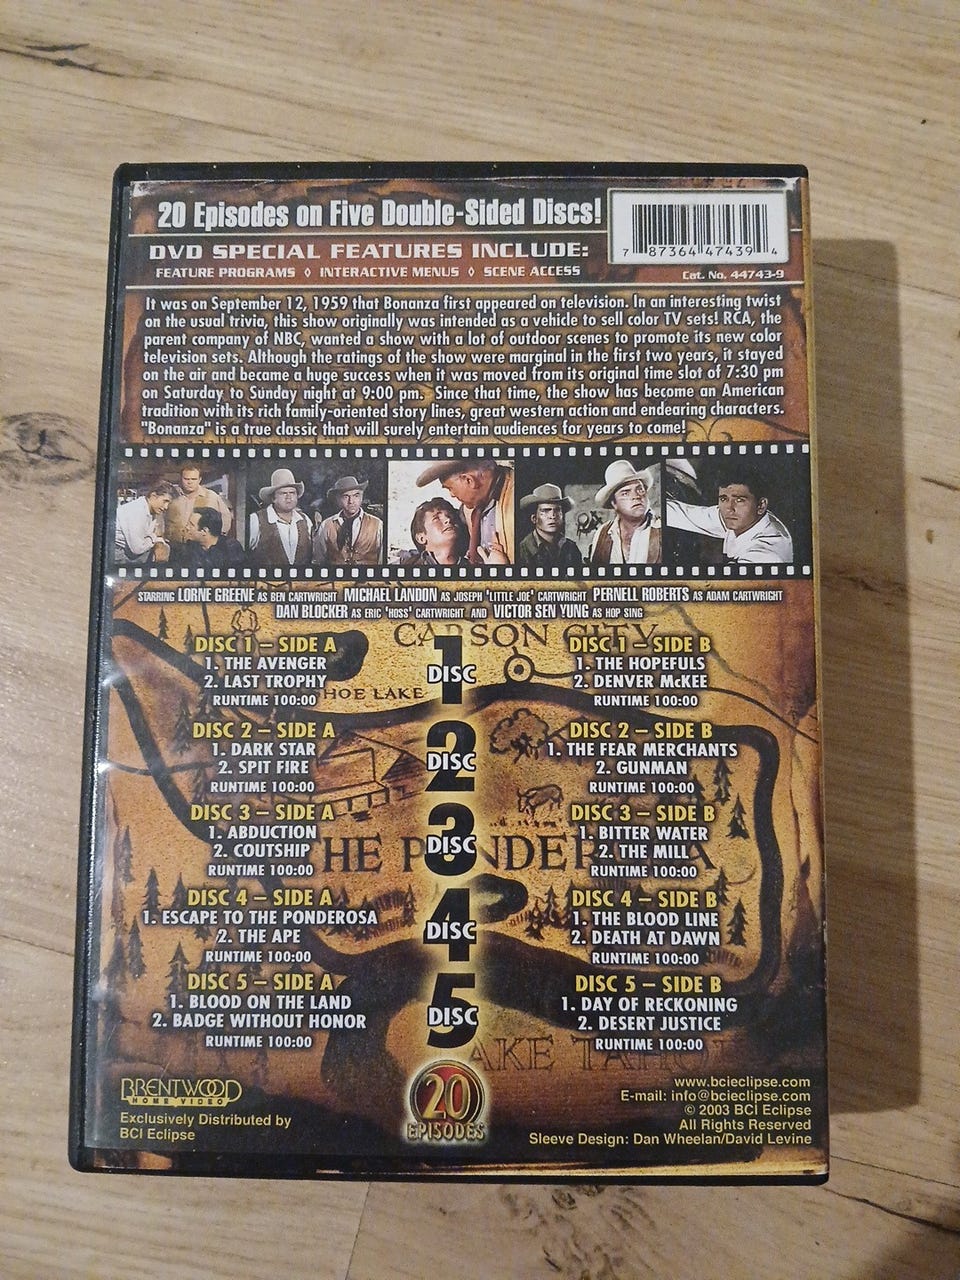 20 Episodes on Five Double-Sided Discs!
7 87364 47439 4
DVD SPECIAL FEATURES INCLUDE:
FEATURE PROGRAMS ◊ INTERACTIVE MENUS ◊ SCENE ACCESS
Cat. No. 44743-9
It was on September 12, 1959 that Bonanza first appeared on television. In an interesting twist
on the usual trivia, this show originally was intended as a vehicle to sell color TV sets! RCA, the
parent company of NBC, wanted a show with a lot of outdoor scenes to promote its new color
television sets. Although the ratings of the show were marginal in the first two years, it stayed
on the air and became a huge success when it was moved from its original time slot of 7:30 pm
on Saturday to Sunday night at 9:00 pm. Since that time, the show has become an American
tradition with its rich family-oriented story lines, great western action and endearing characters.
"Bonanza" is a true classic that will surely entertain audiences for years to come!
STARRING LORNE GREENE AS BEN CARTWRIGHT MICHAEL LANDON AS JOSEPH 'LITTLE JOE' CARTWRIGHT PERNELL ROBERTS AS ADAM CARTWRIGHT
DAN BLOCKER AS ERIC 'HOSS' CARTWRIGHT AND VICTOR SEN YUNG AS HOP SING
CARSON CITY
DISC 1 – SIDE A
1. THE AVENGER
2. LAST TROPHY
RUNTIME 100:00
HOE LAKE
1 DISC
DISC 1 – SIDE B
1. THE HOPEFULS
2. DENVER McKEE
RUNTIME 100:00
DISC 2 – SIDE A
1. DARK STAR
2. SPIT FIRE
RUNTIME 100:00
2 DISC
DISC 2 – SIDE B
1. THE FEAR MERCHANTS
2. GUNMAN
RUNTIME 100:00
DISC 3 – SIDE A
1. ABDUCTION
2. COUTSHIP
RUNTIME 100:00
3 DISC
HE PONDEROSA
DISC 3 – SIDE B
1. BITTER WATER
2. THE MILL
RUNTIME 100:00
DISC 4 – SIDE A
1. ESCAPE TO THE PONDEROSA
2. THE APE
RUNTIME 100:00
4 DISC
DISC 4 – SIDE B
1. THE BLOOD LINE
2. DEATH AT DAWN
RUNTIME 100:00
DISC 5 – SIDE A
1. BLOOD ON THE LAND
2. BADGE WITHOUT HONOR
RUNTIME 100:00
5 DISC
DISC 5 – SIDE B
1. DAY OF RECKONING
2. DESERT JUSTICE
RUNTIME 100:00
AKE TAHO
BRENTWOOD
HOME VIDEO
Exclusively Distributed by
BCI Eclipse
20
EPISODES
www.bcieclipse.com
E-mail: info@bcieclipse.com
© 2003 BCI Eclipse
All Rights Reserved
Sleeve Design: Dan Wheelan/David Levine